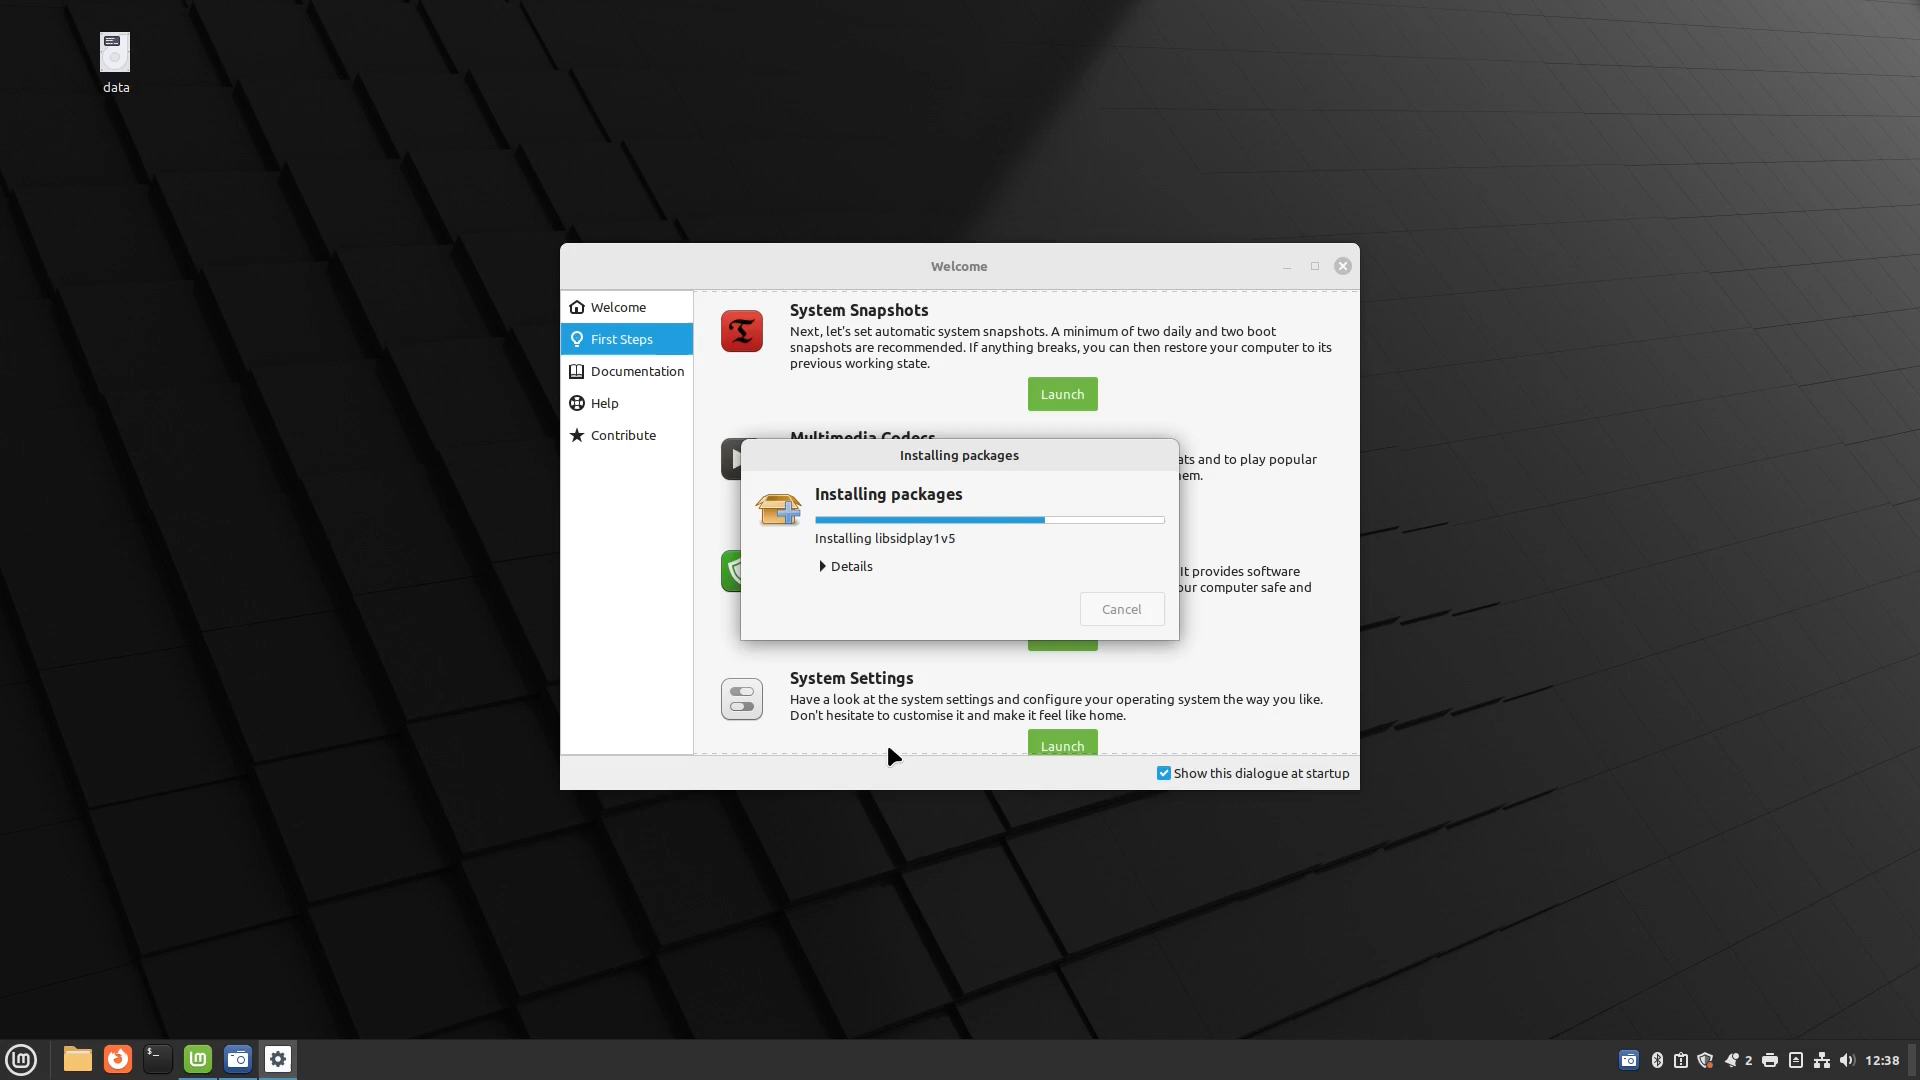 data
Welcome
Welcome
First Steps
Documentation
Help
Contribute
System Snapshots
Next, let's set automatic system snapshots. A minimum of two daily and two boot
snapshots are recommended. If anything breaks, you can then restore your computer to its
previous working state.
Launch
Multimedia Codecs
ats and to play popular
em.
Installing packages
Installing packages
Installing libsidplay1v5
Details
Cancel
It provides software
our computer safe and
System Settings
Have a look at the system settings and configure your operating system the way you like.
Don't hesitate to customise it and make it feel like home.
Launch
Show this dialogue at startup
2
12:38